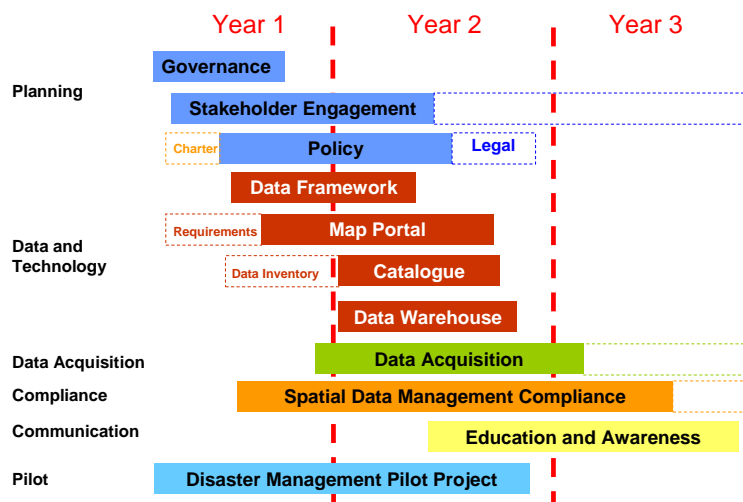 Year 1 Year 2 Year 3
Governance
Planning
Stakeholder Engagement
Charter Policy Legal
Data Framework
Requirements Map Portal
Data and
Technology
Data Inventory Catalogue
Data Warehouse
Data Acquisition Data Acquisition
Compliance Spatial Data Management Compliance
Communication Education and Awareness
Pilot Disaster Management Pilot Project